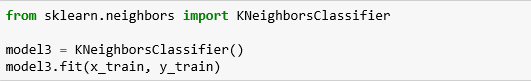 from sklearn.neighbors import KNeighborsClassifier
model3 = KNeighborsClassifier()
model3.fit(x_train, y_train)